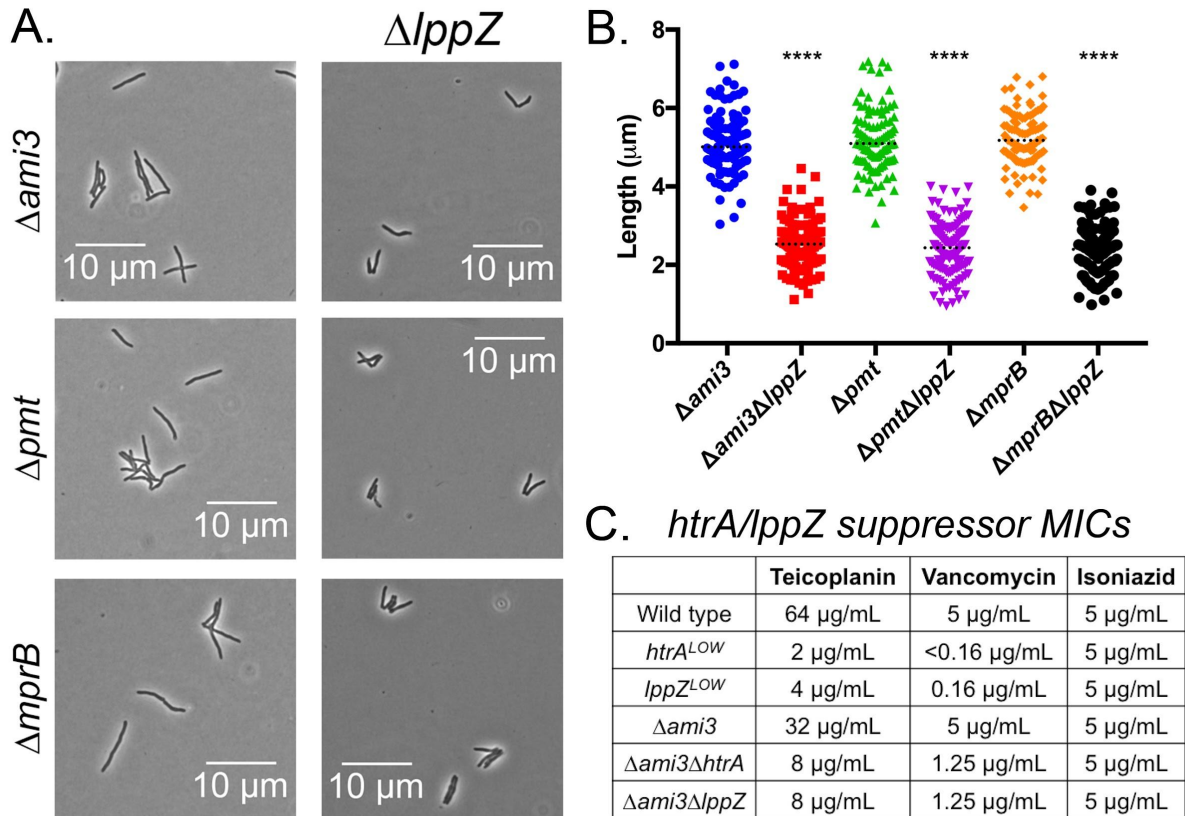 A.
ΔlppZ
Δami3
10 μm
10 μm
Δpmt
10 μm
10 μm
ΔmprB
10 μm
10 μm
B.
Length (μm)
8
6
4
2
0
**** **** ****
Δami3
Δami3ΔlppZ
Δpmt
ΔpmtΔlppZ
ΔmprB
ΔmprBΔlppZ
C. htrA/lppZ suppressor MICs
Teicoplanin Vancomycin Isoniazid
Wild type 64 μg/mL 5 μg/mL 5 μg/mL
htrALOW 2 μg/mL <0.16 μg/mL 5 μg/mL
lppZLOW 4 μg/mL 0.16 μg/mL 5 μg/mL
Δami3 32 μg/mL 5 μg/mL 5 μg/mL
Δami3ΔhtrA 8 μg/mL 1.25 μg/mL 5 μg/mL
Δami3ΔlppZ 8 μg/mL 1.25 μg/mL 5 μg/mL